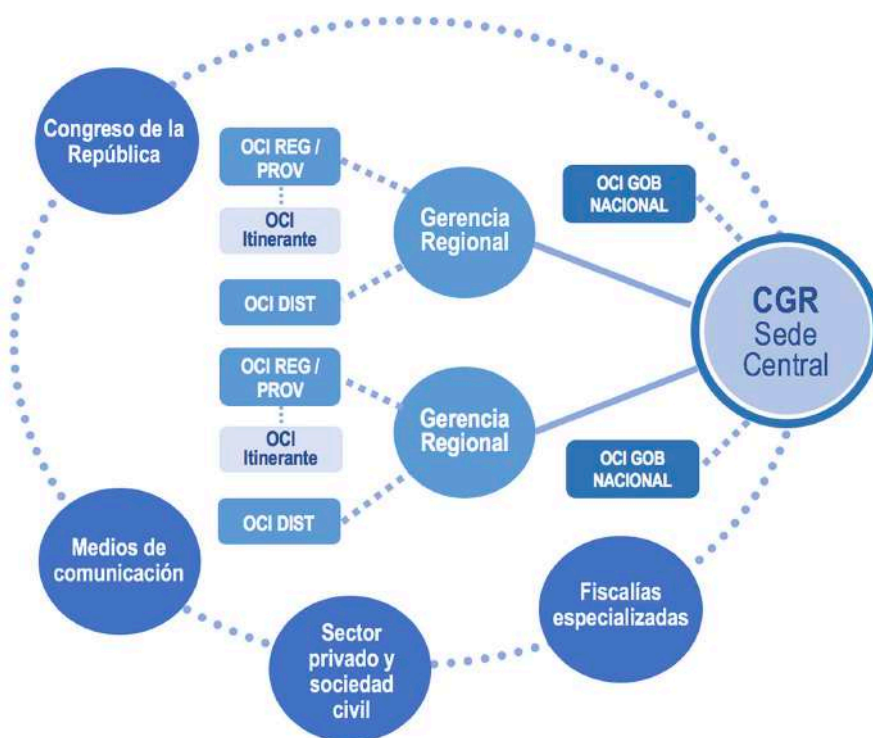 Congreso de la
República
OCI REG /
PROV
OCI
Itinerante
OCI DIST
Gerencia
Regional
OCI GOB
NACIONAL
CGR
Sede
Central
OCI REG /
PROV
OCI
Itinerante
OCI DIST
Gerencia
Regional
OCI GOB
NACIONAL
Medios de
comunicación
Sector
privado y
sociedad
civil
Fiscalías
especializadas